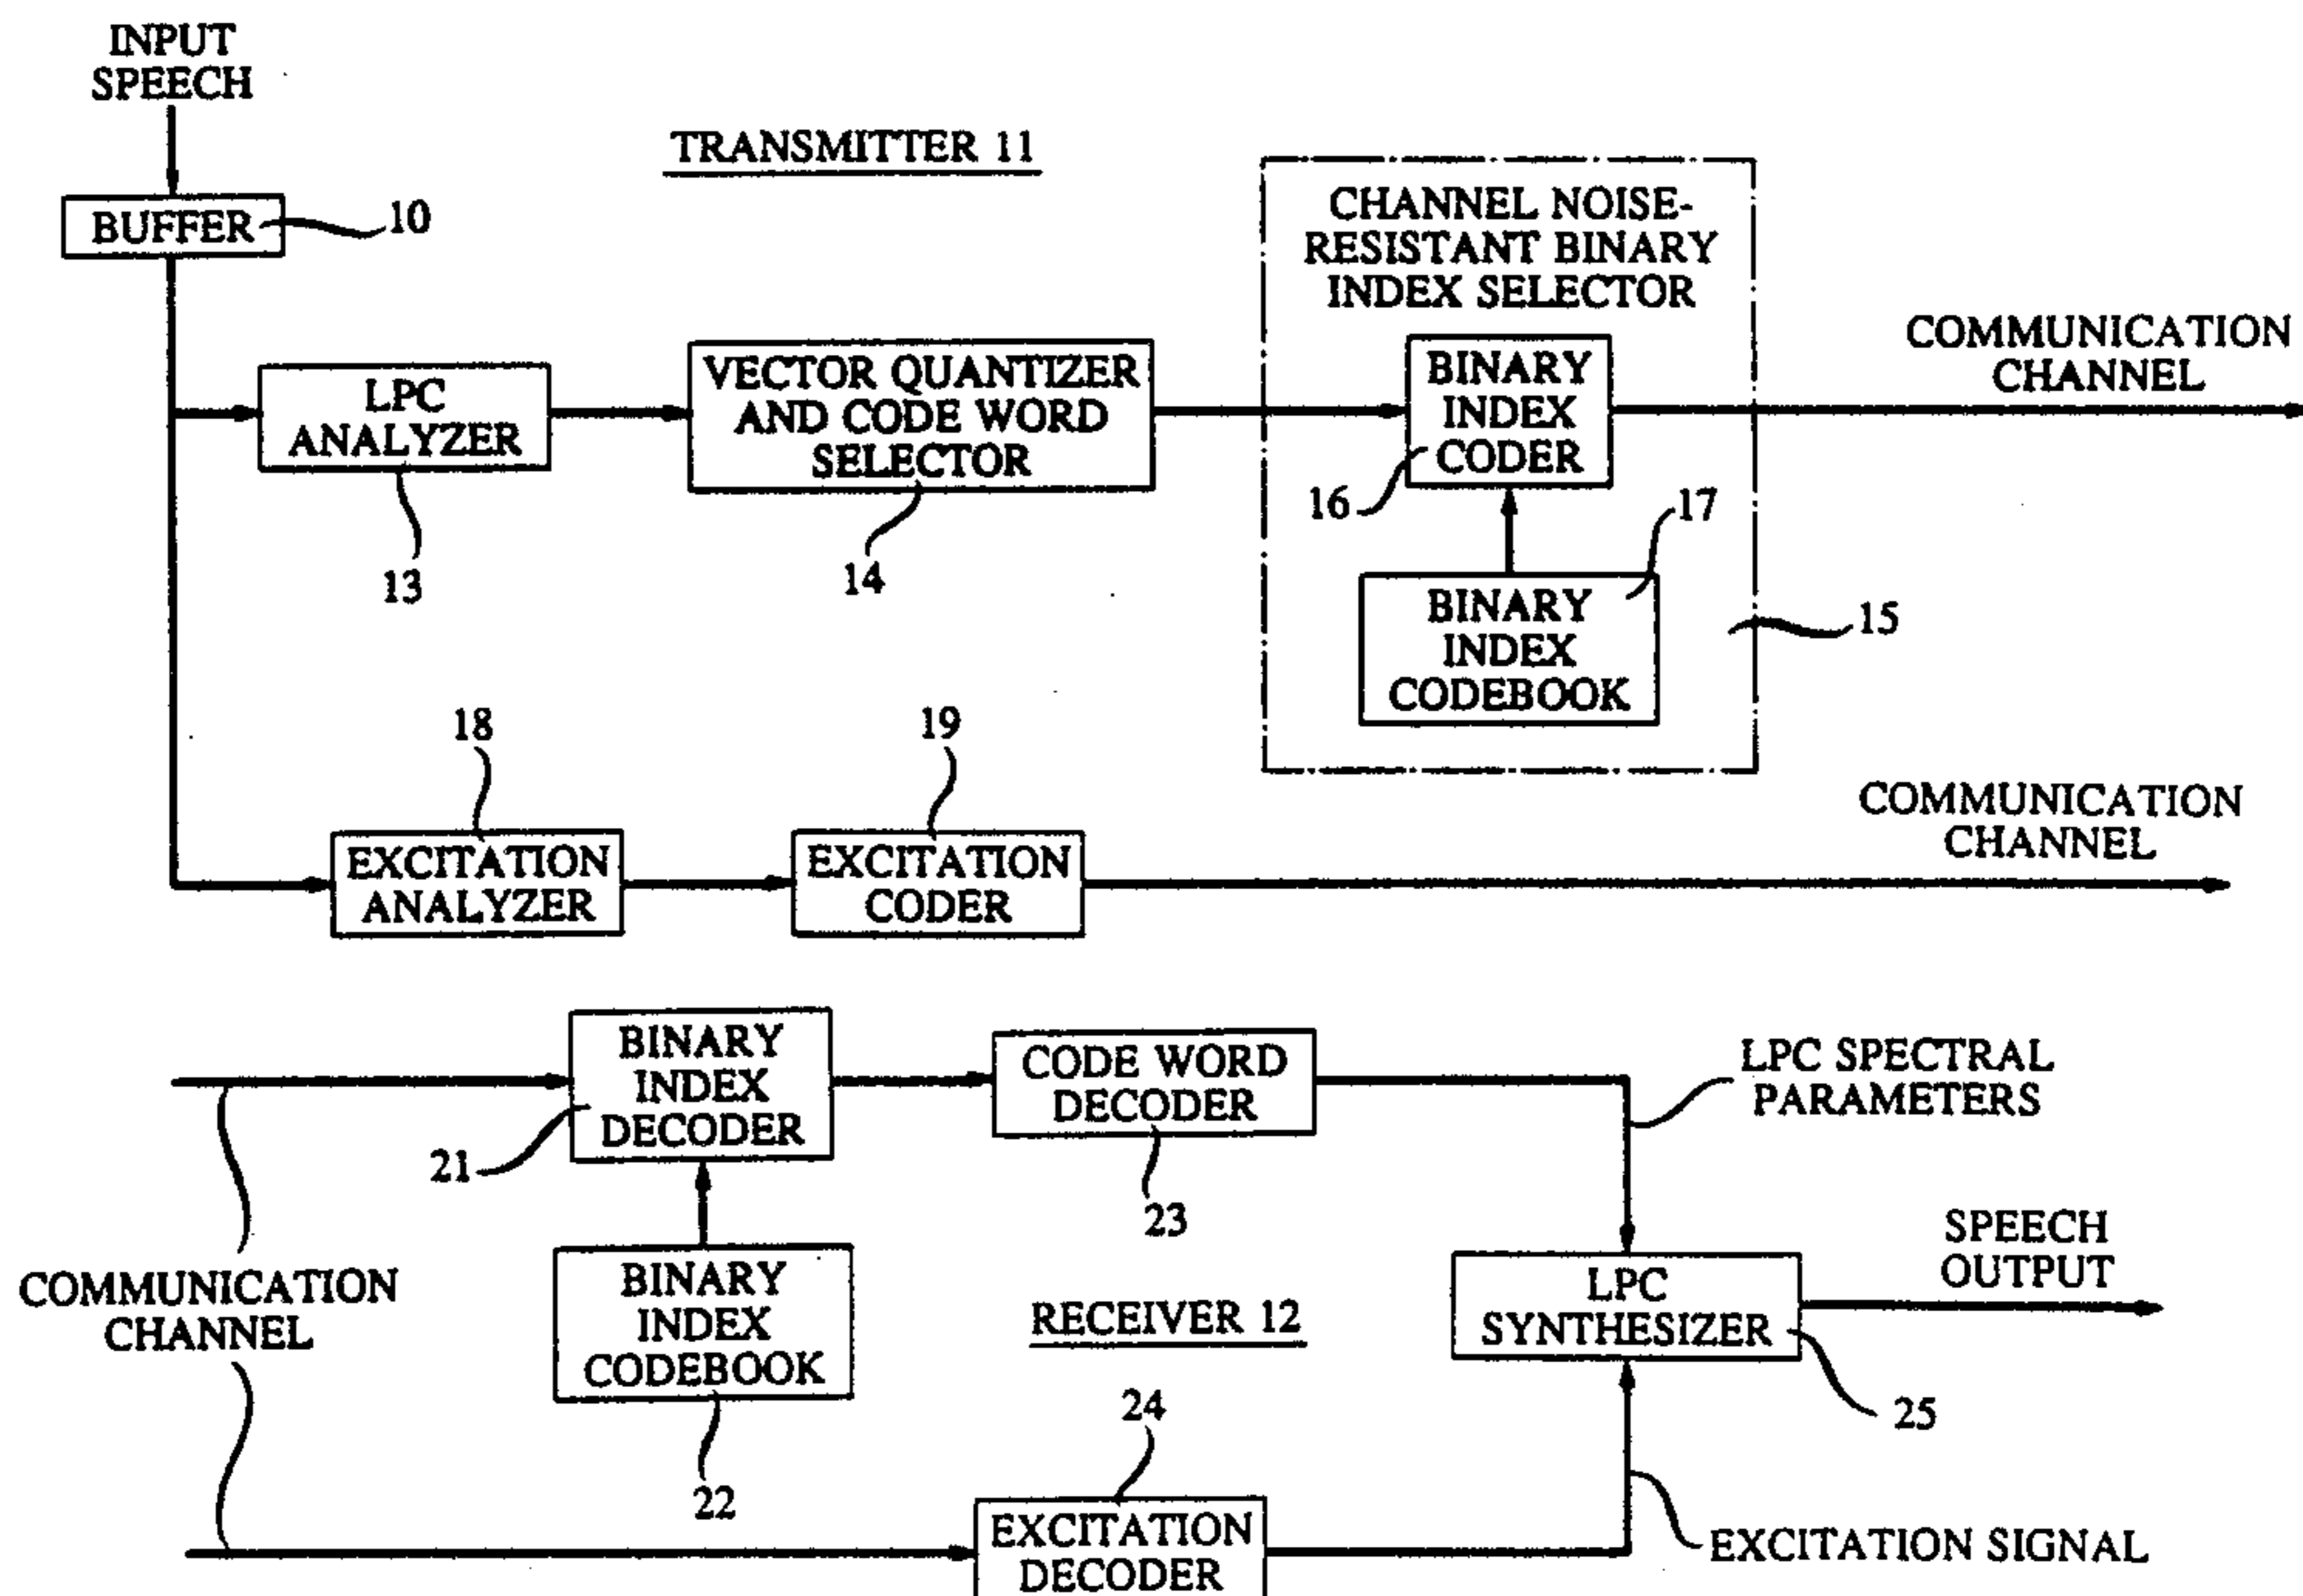 INPUT
SPEECH
TRANSMITTER 11
BUFFER
10
CHANNEL NOISE-
RESISTANT BINARY
INDEX SELECTOR
COMMUNICATION
CHANNEL
LPC
ANALYZER
13
VECTOR QUANTIZER
AND CODE WORD
SELECTOR
14
BINARY
INDEX
CODER
16
17
BINARY
INDEX
CODEBOOK
15
18
19
COMMUNICATION
CHANNEL
EXCITATION
ANALYZER
EXCITATION
CODER
BINARY
INDEX
DECODER
21
CODE WORD
DECODER
23
LPC SPECTRAL
PARAMETERS
COMMUNICATION
CHANNEL
BINARY
INDEX
CODEBOOK
22
RECEIVER 12
LPC
SYNTHESIZER
25
SPEECH
OUTPUT
24
EXCITATION
DECODER
EXCITATION SIGNAL